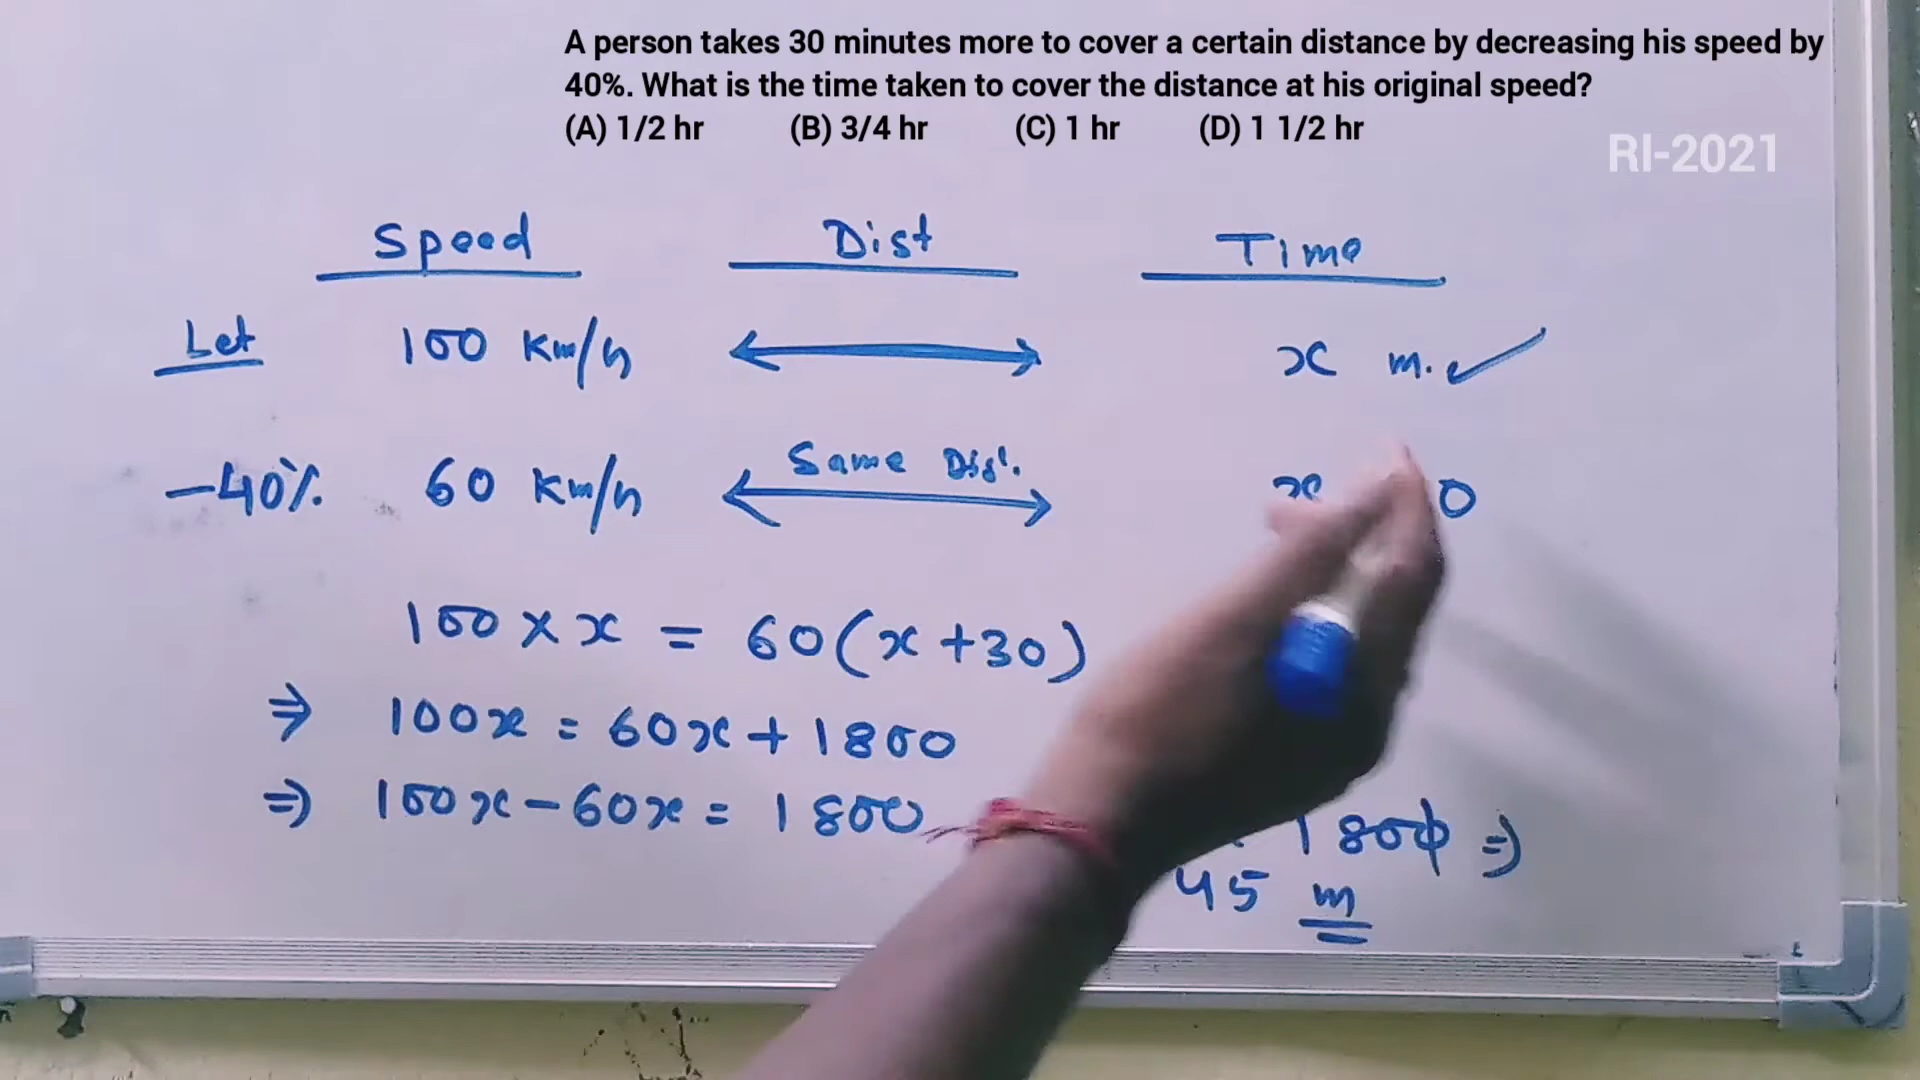 A person takes 30 minutes more to cover a certain distance by decreasing his speed by
40%. What is the time taken to cover the distance at his original speed?
(A) 1/2 hr (B) 3/4 hr (C) 1 hr (D) 1 1/2 hr
RI-2021
Speed Dist Time
Let 100 Km/h x m. ✓
-40% 60 Km/h Same Dist. x 0
100 × x = 60(x+30)
⇒ 100x = 60x + 1800
⇒ 100x - 60x = 1800 1800 ⇒
45 m